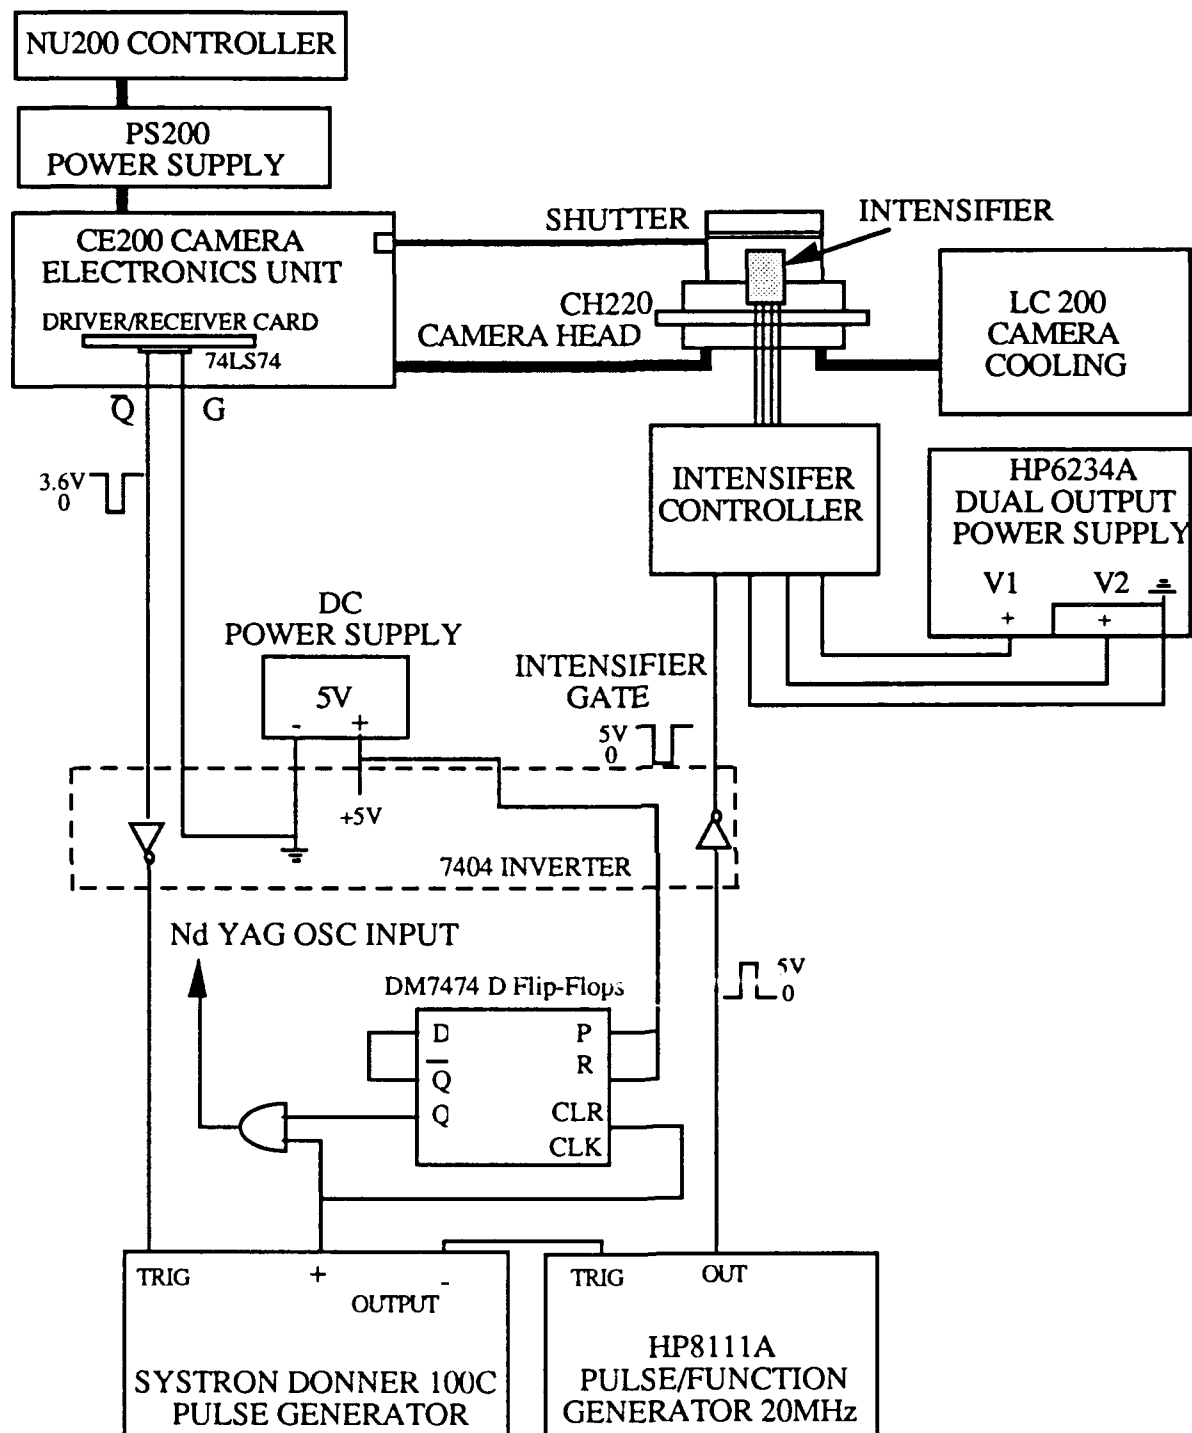 NU200 CONTROLLER
PS200
POWER SUPPLY
CE200 CAMERA
ELECTRONICS UNIT
DRIVER/RECEIVER CARD
74LS74
Q̅
G
SHUTTER
INTENSIFIER
CH220
CAMERA HEAD
LC 200
CAMERA
COOLING
3.6V
0
INTENSIFER
CONTROLLER
HP6234A
DUAL OUTPUT
POWER SUPPLY
V1
V2
+
+
DC
POWER SUPPLY
5V
-
+
+5V
INTENSIFIER
GATE
5V
0
7404 INVERTER
Nd YAG OSC INPUT
5V
0
DM7474 D Flip-Flops
D
P
Q̅
R
Q
CLR
CLK
TRIG
+
-
OUTPUT
SYSTRON DONNER 100C
PULSE GENERATOR
TRIG
OUT
HP8111A
PULSE/FUNCTION
GENERATOR 20MHz